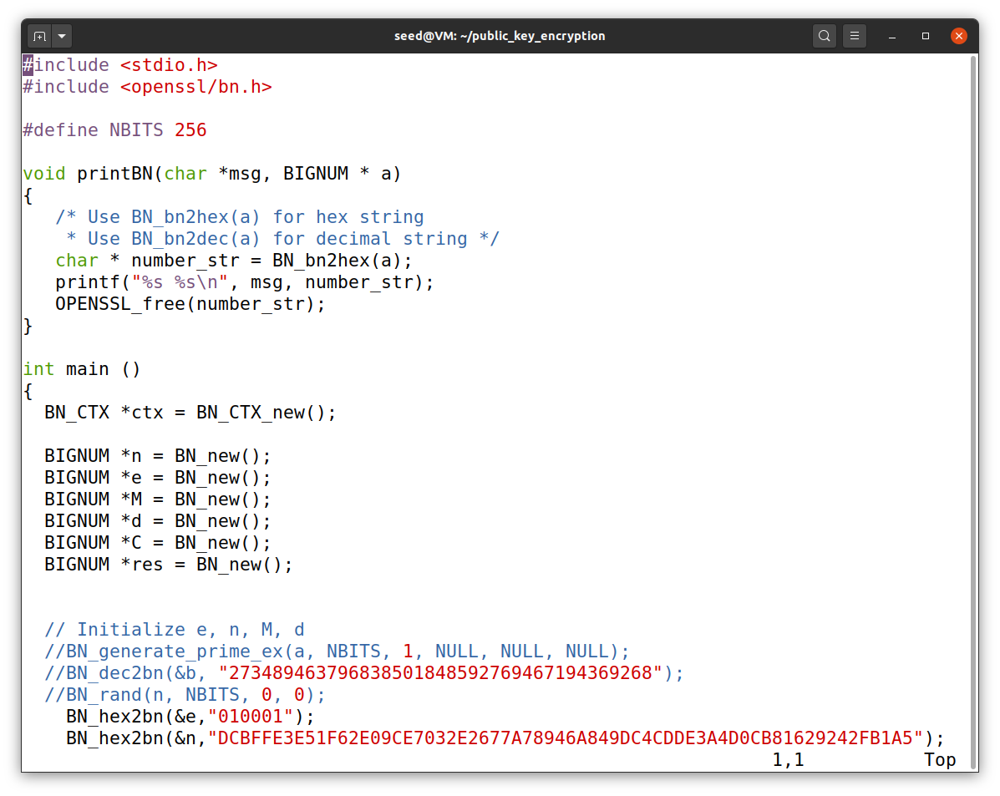 seed@VM: ~/public_key_encryption
#include <stdio.h>
#include <openssl/bn.h>
#define NBITS 256
void printBN(char *msg, BIGNUM * a)
{
   /* Use BN_bn2hex(a) for hex string
    * Use BN_bn2dec(a) for decimal string */
   char * number_str = BN_bn2hex(a);
   printf("%s %s\n", msg, number_str);
   OPENSSL_free(number_str);
}
int main ()
{
  BN_CTX *ctx = BN_CTX_new();
  BIGNUM *n = BN_new();
  BIGNUM *e = BN_new();
  BIGNUM *M = BN_new();
  BIGNUM *d = BN_new();
  BIGNUM *C = BN_new();
  BIGNUM *res = BN_new();
  // Initialize e, n, M, d
  //BN_generate_prime_ex(a, NBITS, 1, NULL, NULL, NULL);
  //BN_dec2bn(&b, "273489463796838501848592769467194369268");
  //BN_rand(n, NBITS, 0, 0);
    BN_hex2bn(&e,"010001");
    BN_hex2bn(&n,"DCBFFE3E51F62E09CE7032E2677A78946A849DC4CDDE3A4D0CB81629242FB1A5");
1,1 Top